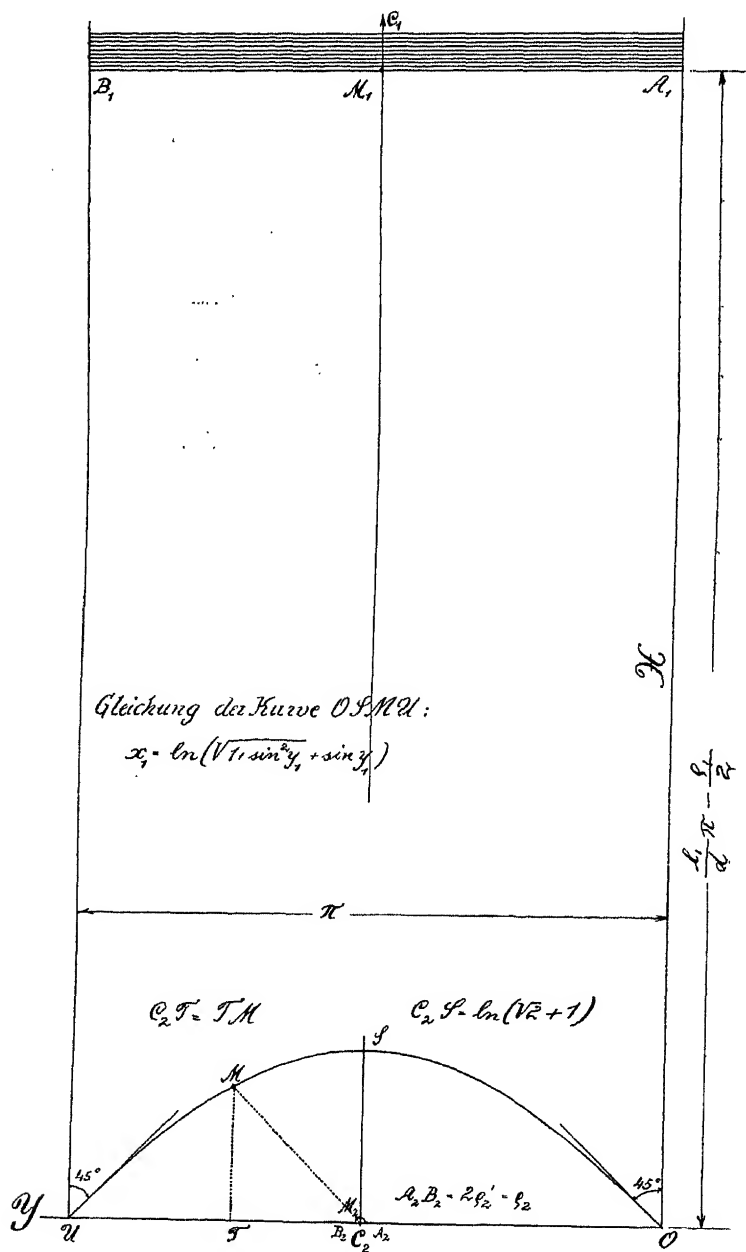 C₁
B₁ M₁ A₁
X
Gleichung der Kurve OSMU:
x₁ = ln(√1+sin²y₁ + sin y₁)
l₁/d π - ρ₁/2
π
C₂T = TM C₂S = ln(√2 + 1)
S
M
45° 45°
M₂ A₂B₂ = 2ρ₂' = ρ₂
Y U T B₂ C₂ A₂ O